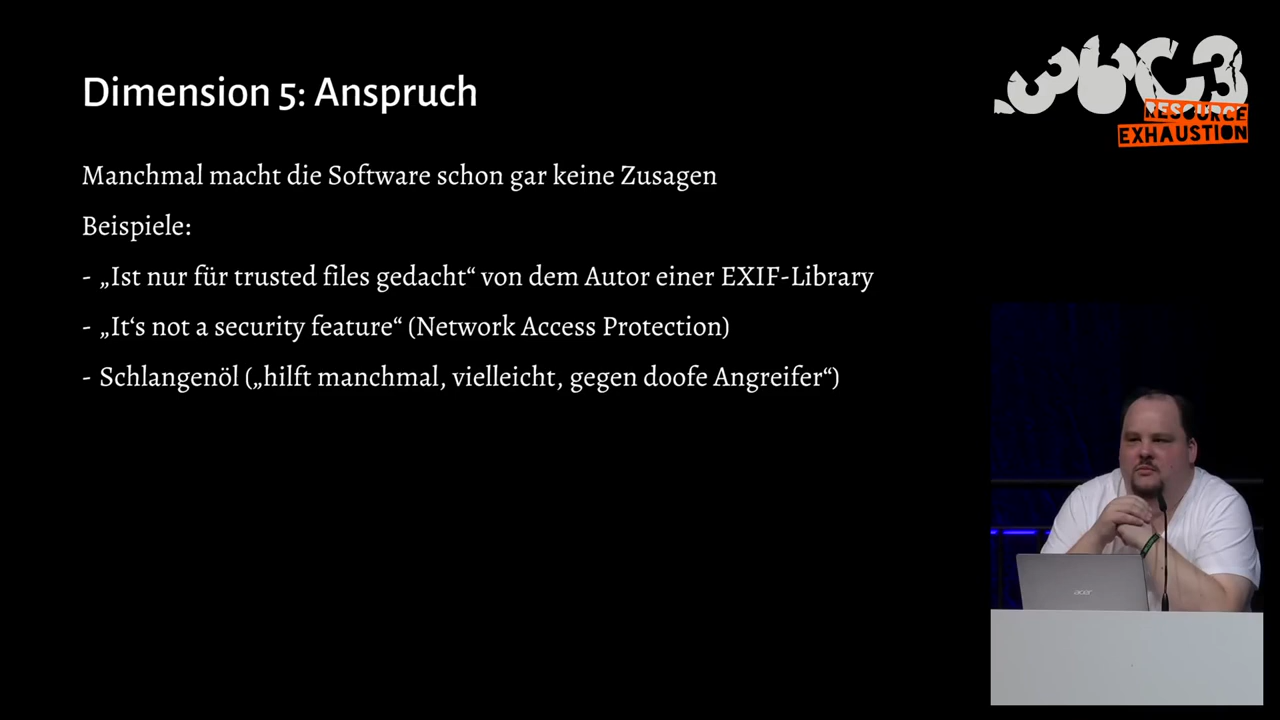 Dimension 5: Anspruch
36C3
RESOURCE
EXHAUSTION
Manchmal macht die Software schon gar keine Zusagen
Beispiele:
- „Ist nur für trusted files gedacht“ von dem Autor einer EXIF-Library
- „It‘s not a security feature“ (Network Access Protection)
- Schlangenöl („hilft manchmal, vielleicht, gegen doofe Angreifer“)
acer